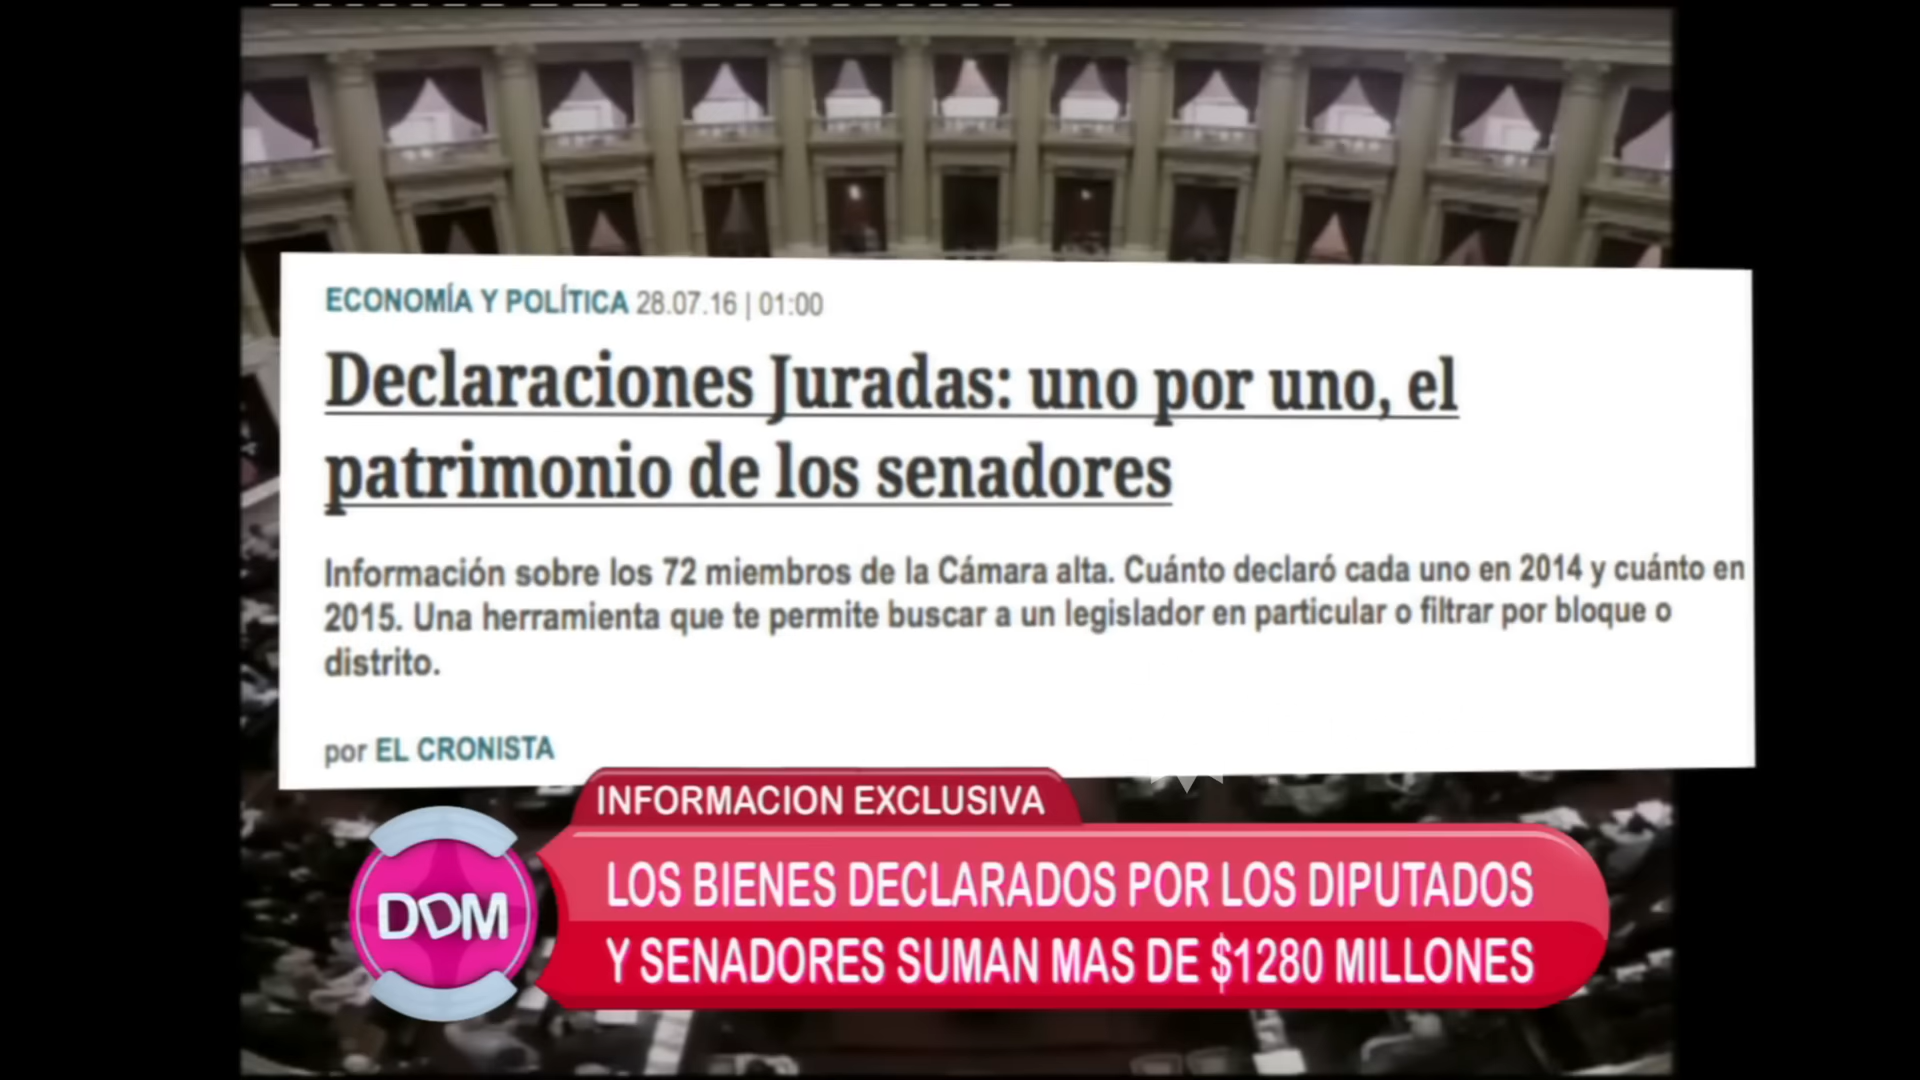 ECONOMÍA Y POLÍTICA 28.07.16 | 01:00
Declaraciones Juradas: uno por uno, el
patrimonio de los senadores
Información sobre los 72 miembros de la Cámara alta. Cuánto declaró cada uno en 2014 y cuánto en
2015. Una herramienta que te permite buscar a un legislador en particular o filtrar por bloque o
distrito.
por EL CRONISTA
INFORMACION EXCLUSIVA
DDM
LOS BIENES DECLARADOS POR LOS DIPUTADOS
Y SENADORES SUMAN MAS DE $1280 MILLONES